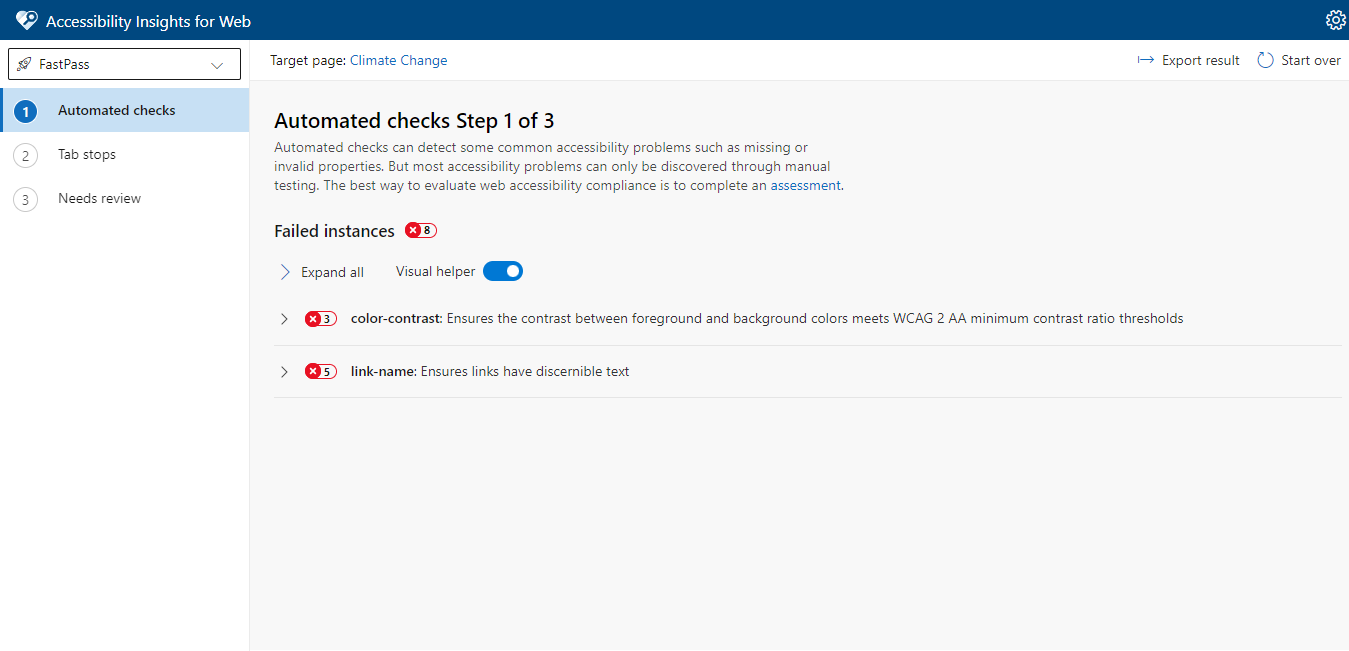 Accessibility Insights for Web
FastPass
Target page: Climate Change
Export result
Start over
1 Automated checks
2 Tab stops
3 Needs review
Automated checks Step 1 of 3
Automated checks can detect some common accessibility problems such as missing or
invalid properties. But most accessibility problems can only be discovered through manual
testing. The best way to evaluate web accessibility compliance is to complete an assessment.
Failed instances 8
Expand all Visual helper
3 color-contrast: Ensures the contrast between foreground and background colors meets WCAG 2 AA minimum contrast ratio thresholds
5 link-name: Ensures links have discernible text